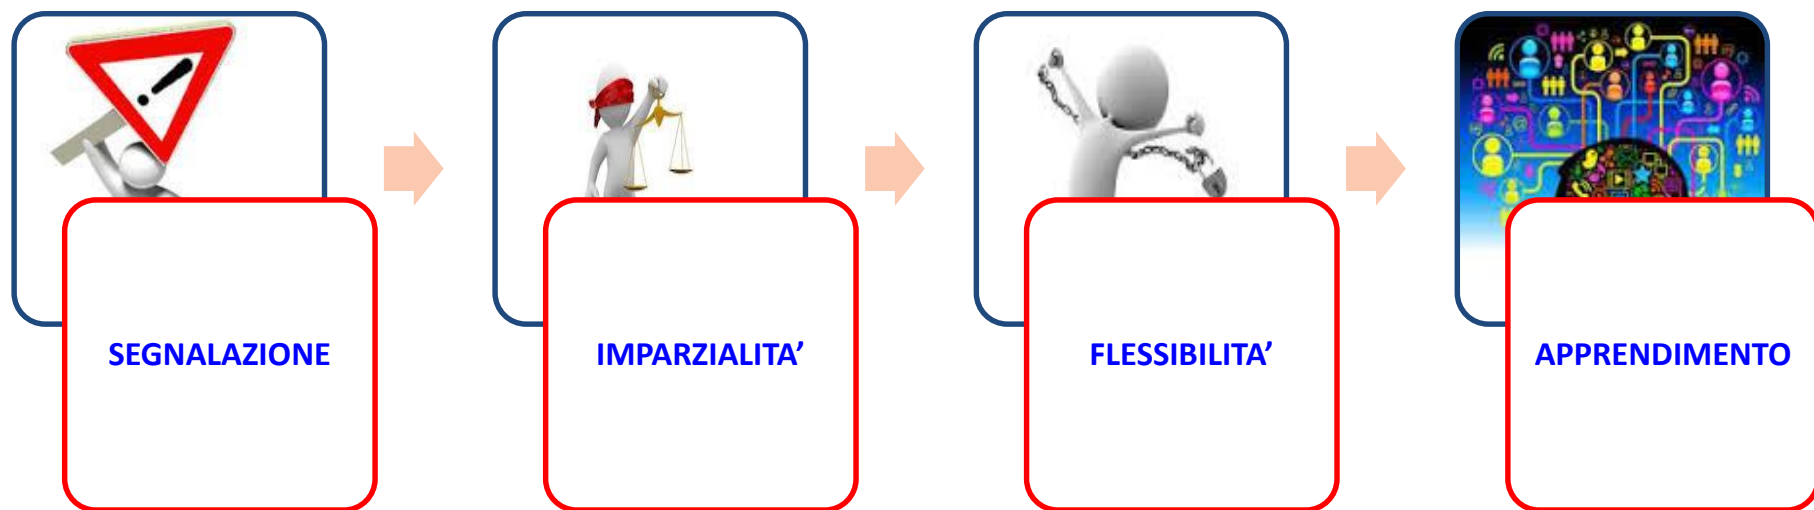 SEGNALAZIONE
IMPARZIALITA’
FLESSIBILITA’
APPRENDIMENTO